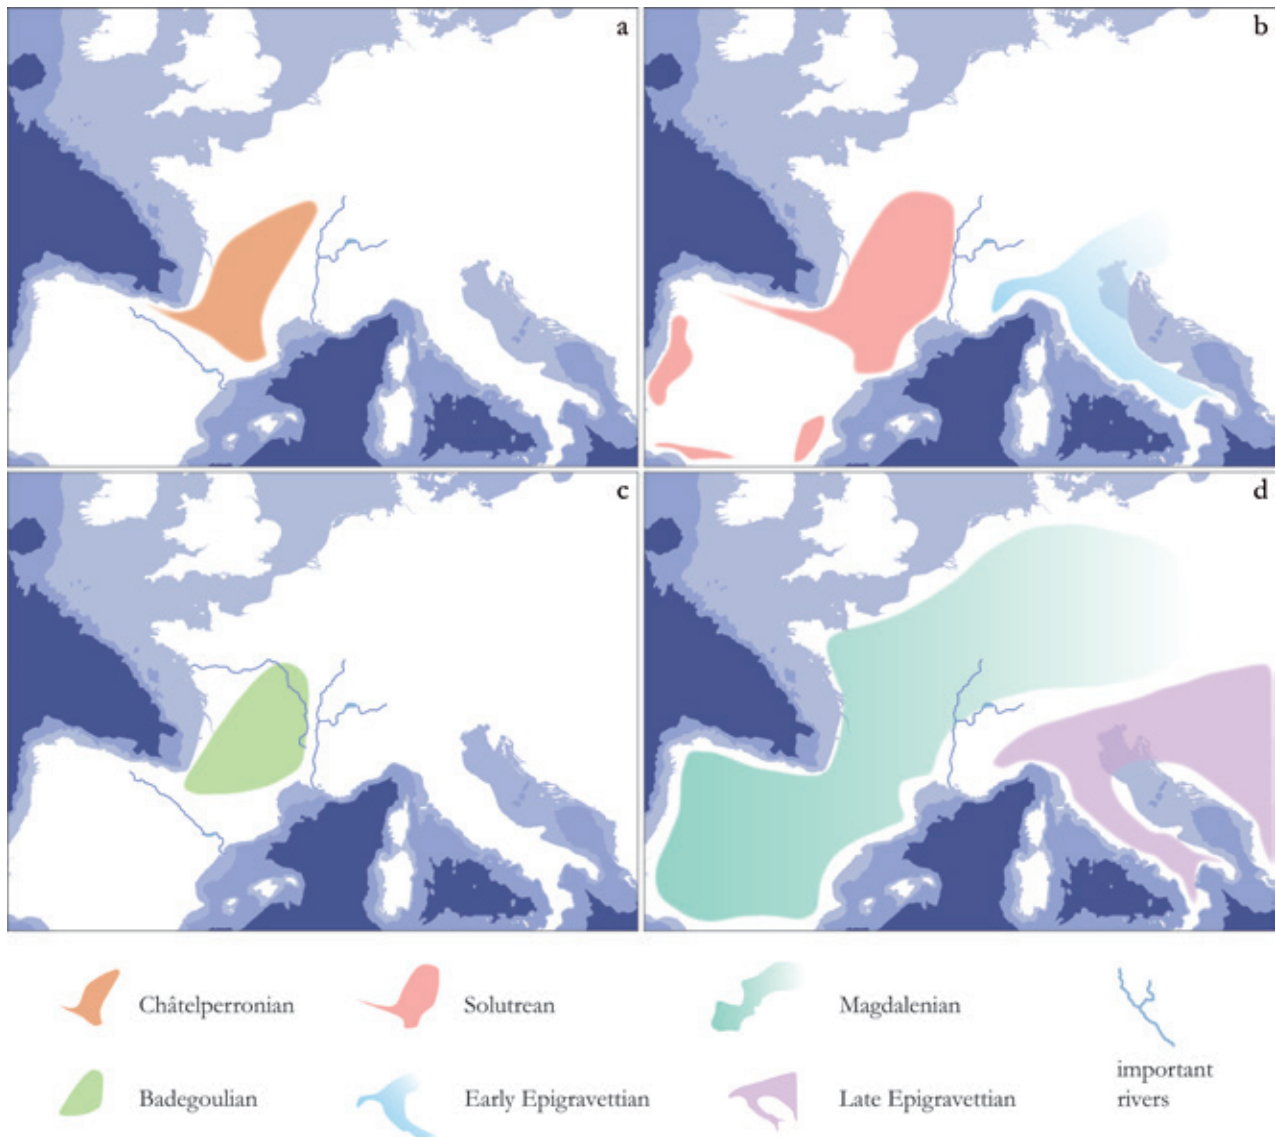 a
b
c
d
Châtelperronian
Solutrean
Magdalenian
important
rivers
Badegoulian
Early Epigravettian
Late Epigravettian